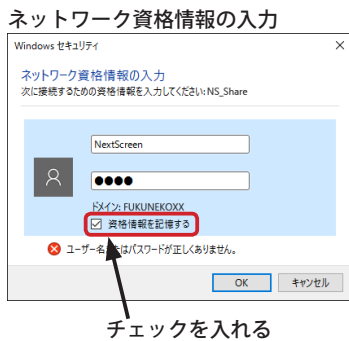 ネットワーク資格情報の入力
Windows セキュリティ
ネットワーク資格情報の入力
次に接続するための資格情報を入力してください: NS_Share
NextScreen
●●●●
ドメイン: FUKUNEKOXX
資格情報を記憶する
ユーザー名またはパスワードが正しくありません。
OK キャンセル
チェックを入れる